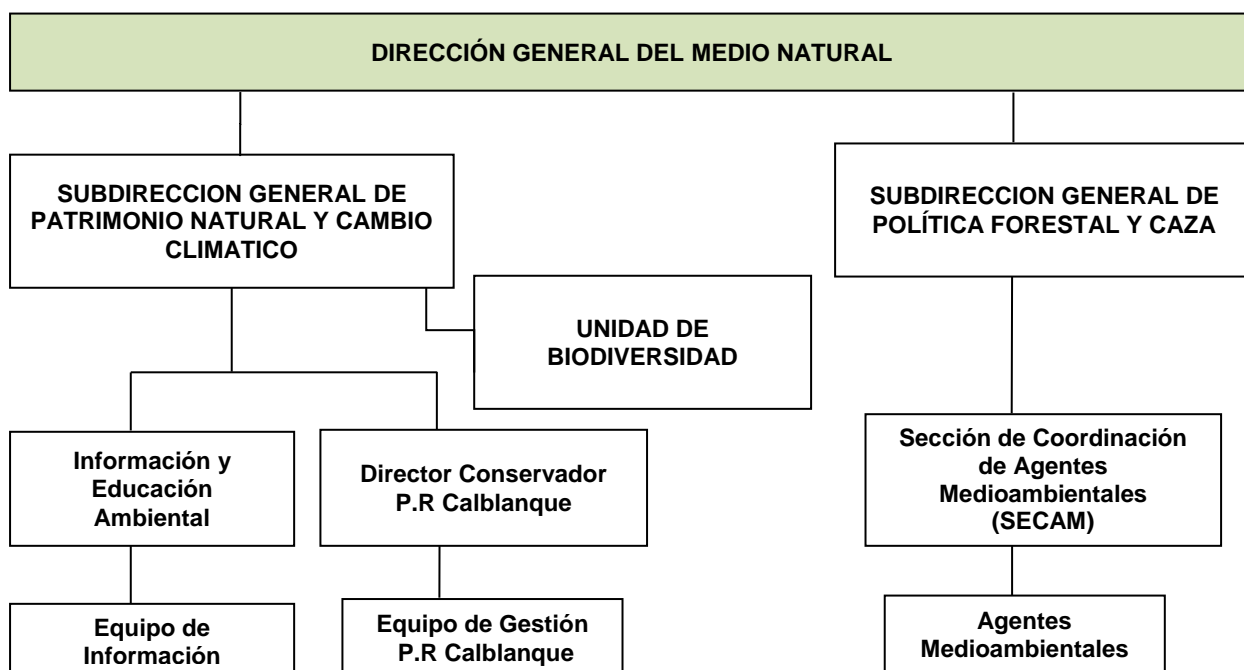 DIRECCIÓN GENERAL DEL MEDIO NATURAL
SUBDIRECCION GENERAL DE
PATRIMONIO NATURAL Y CAMBIO
CLIMATICO
SUBDIRECCION GENERAL DE
POLÍTICA FORESTAL Y CAZA
UNIDAD DE
BIODIVERSIDAD
Información y
Educación
Ambiental
Director Conservador
P.R Calblanque
Sección de Coordinación
de Agentes
Medioambientales
(SECAM)
Equipo de
Información
Equipo de Gestión
P.R Calblanque
Agentes
Medioambientales